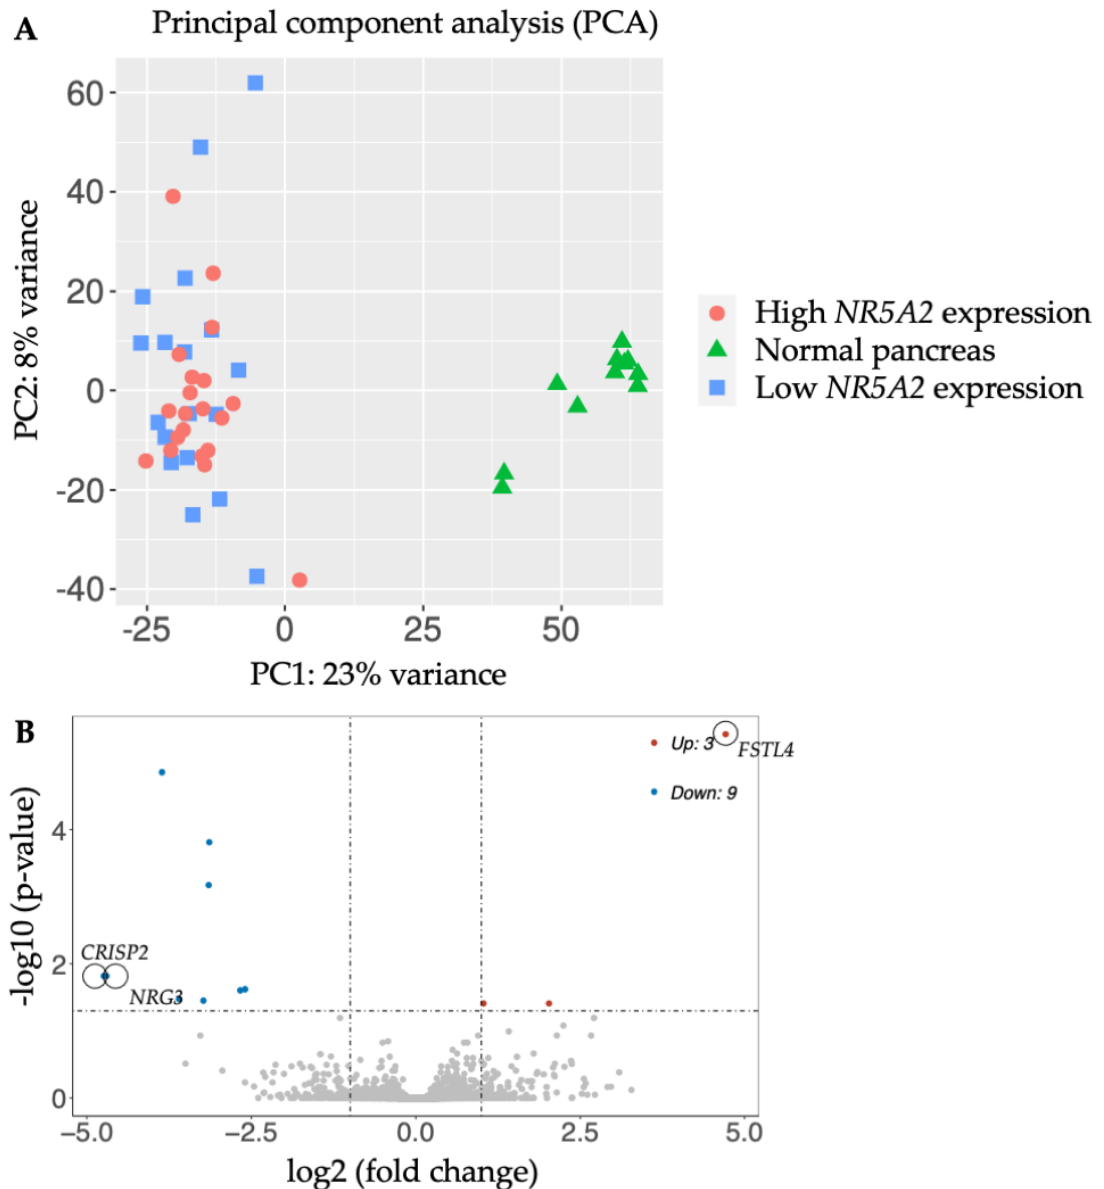 A
Principal component analysis (PCA)
60
40
20
0
-20
-40
PC2: 8% variance
-25 0 25 50
PC1: 23% variance
High NR5A2 expression
Normal pancreas
Low NR5A2 expression
B
Up: 3
FSTL4
Down: 9
4
2
0
-log10 (p-value)
CRISP2
NRG3
−5.0 −2.5 0.0 2.5 5.0
log2 (fold change)